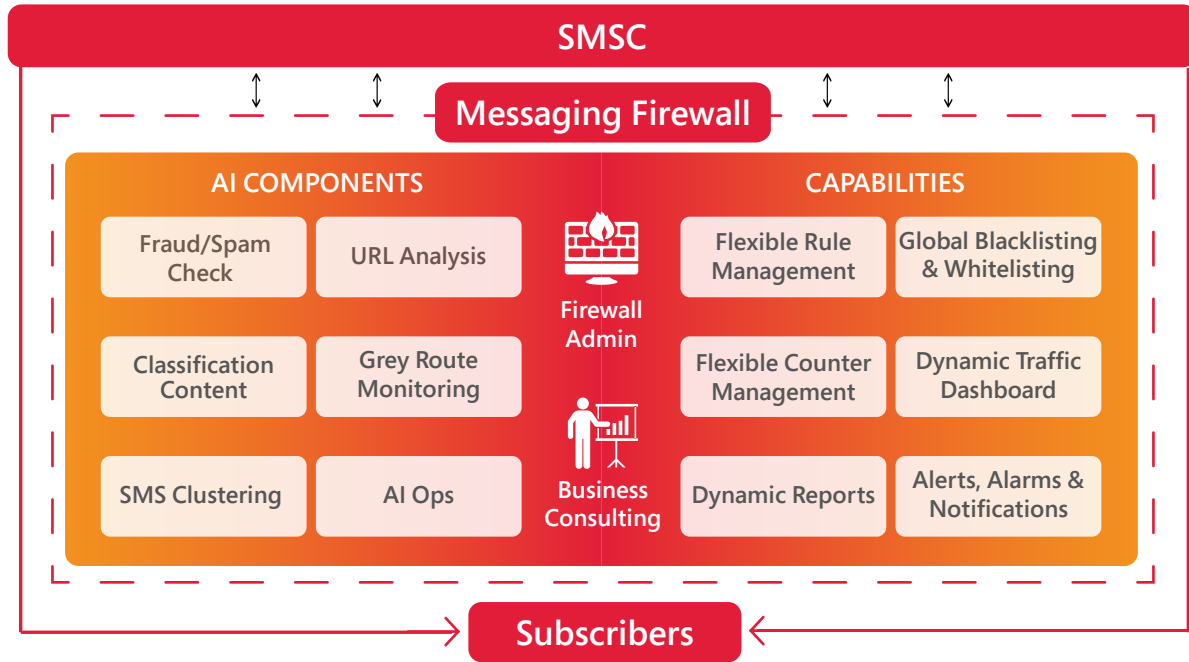 SMSC
Messaging Firewall
AI COMPONENTS
Fraud/Spam
Check
URL Analysis
Classification
Content
Grey Route
Monitoring
SMS Clustering
AI Ops
Firewall
Admin
Business
Consulting
CAPABILITIES
Flexible Rule
Management
Global Blacklisting
& Whitelisting
Flexible Counter
Management
Dynamic Traffic
Dashboard
Dynamic Reports
Alerts, Alarms &
Notifications
Subscribers